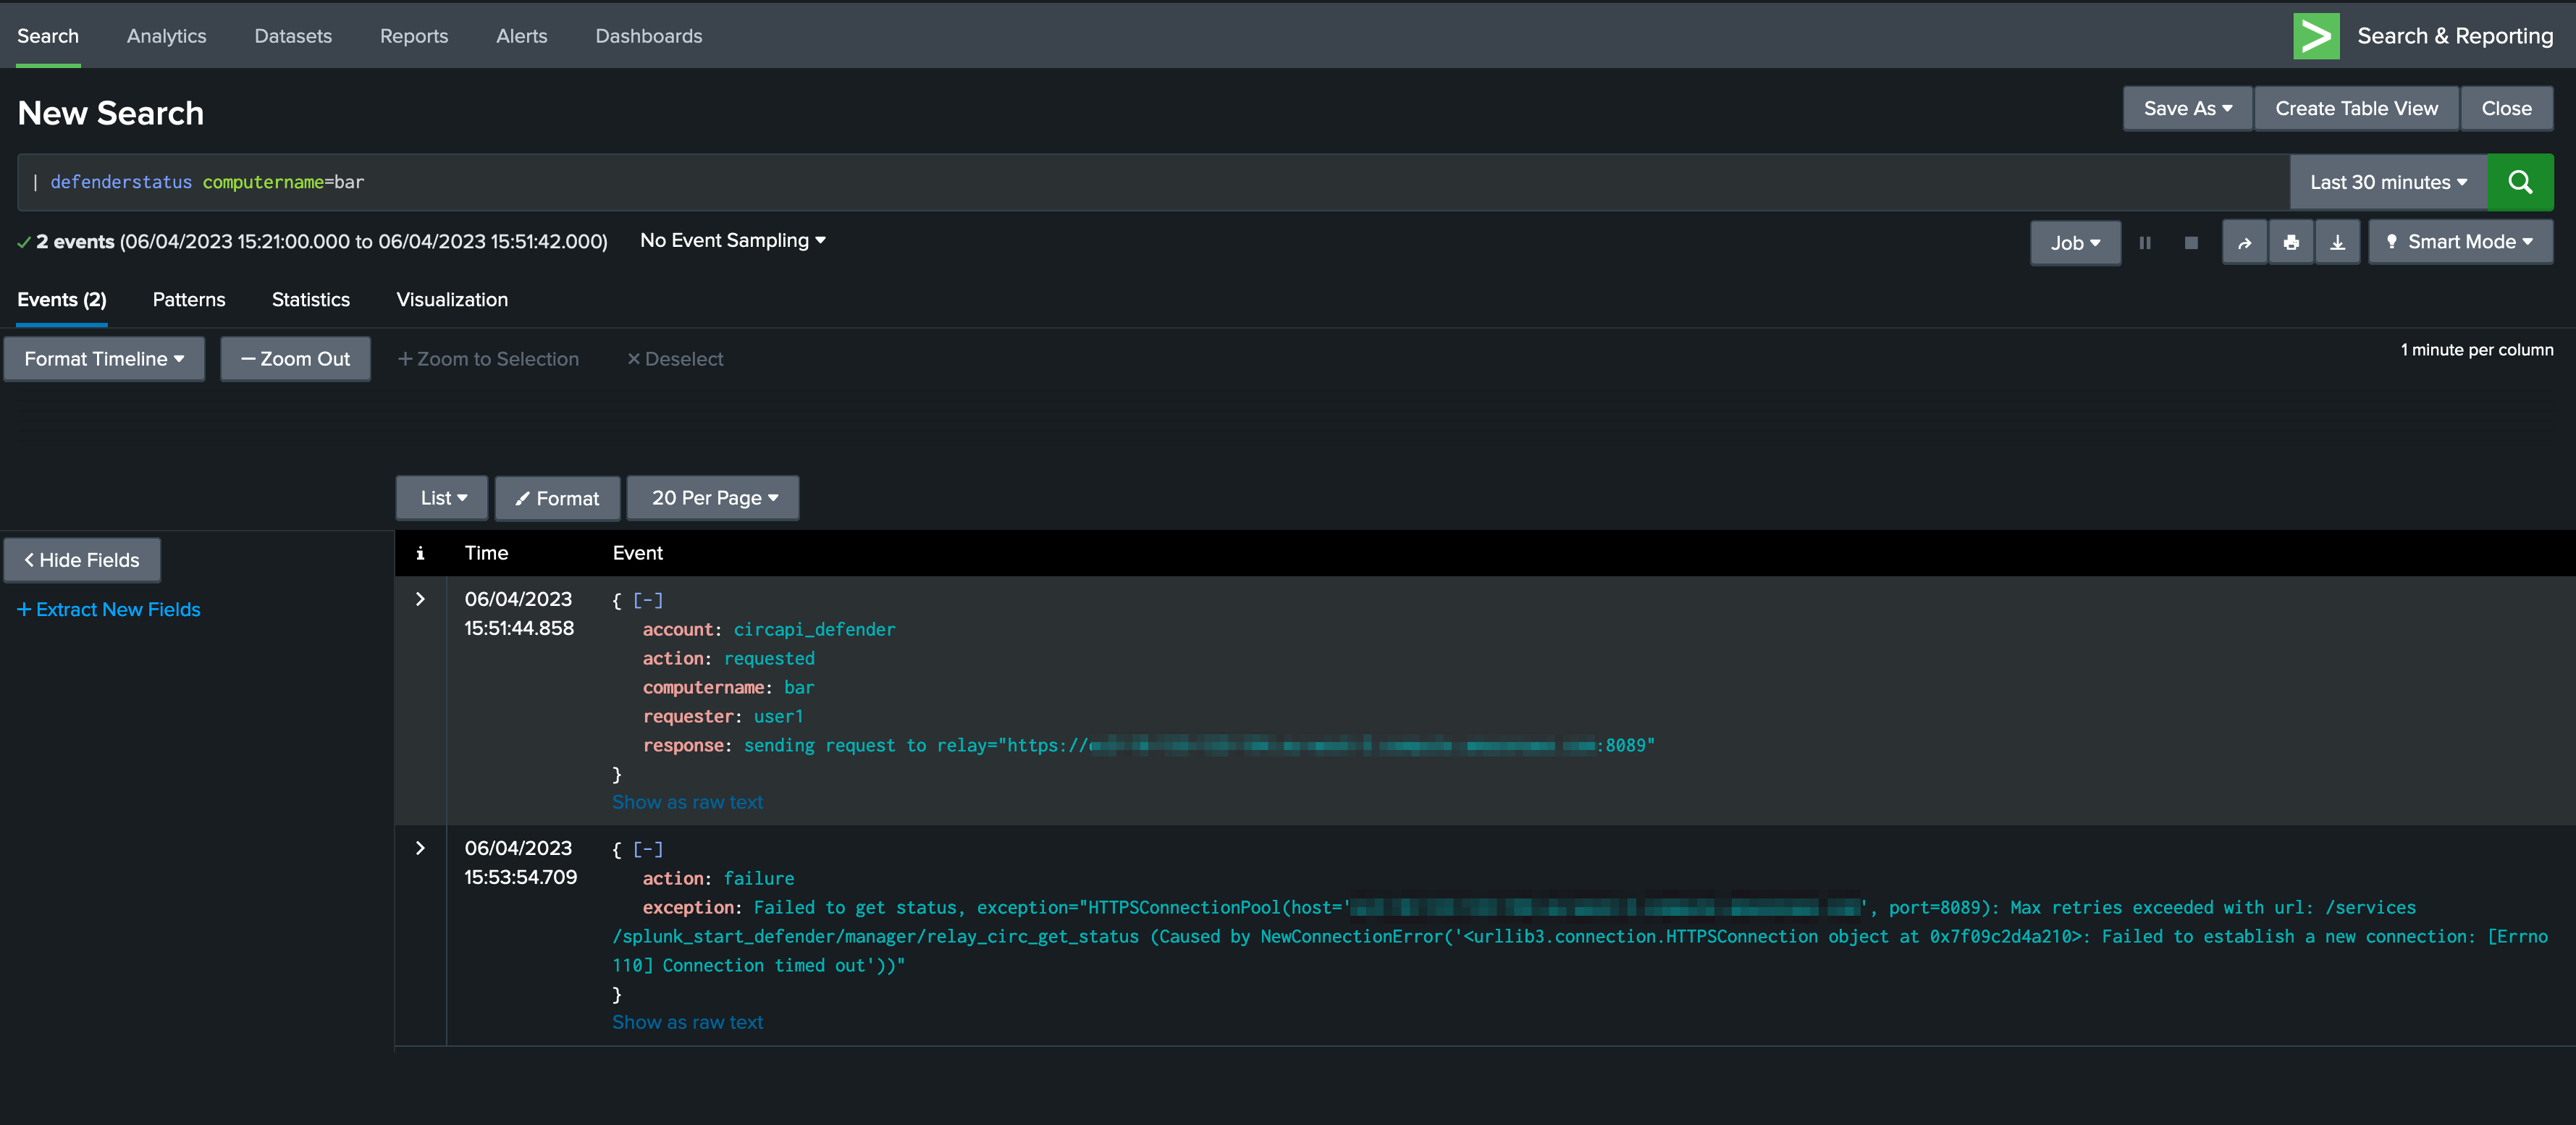 Search Analytics Datasets Reports Alerts Dashboards Search & Reporting
New Search Save As Create Table View Close
| defenderstatus computername=bar Last 30 minutes
2 events (06/04/2023 15:21:00.000 to 06/04/2023 15:51:42.000) No Event Sampling Job Smart Mode
Events (2) Patterns Statistics Visualization
Format Timeline — Zoom Out + Zoom to Selection × Deselect 1 minute per column
List Format 20 Per Page
< Hide Fields i Time Event
+ Extract New Fields
> 06/04/2023 { [-]
15:51:44.858 account: circapi_defender
action: requested
computername: bar
requester: user1
response: sending request to relay="https:// :8089"
}
Show as raw text
> 06/04/2023 { [-]
15:53:54.709 action: failure
exception: Failed to get status, exception="HTTPSConnectionPool(host=' ', port=8089): Max retries exceeded with url: /services
/splunk_start_defender/manager/relay_circ_get_status (Caused by NewConnectionError('<urllib3.connection.HTTPSConnection object at 0x7f09c2d4a210>: Failed to establish a new connection: [Errno
110] Connection timed out'))"
}
Show as raw text